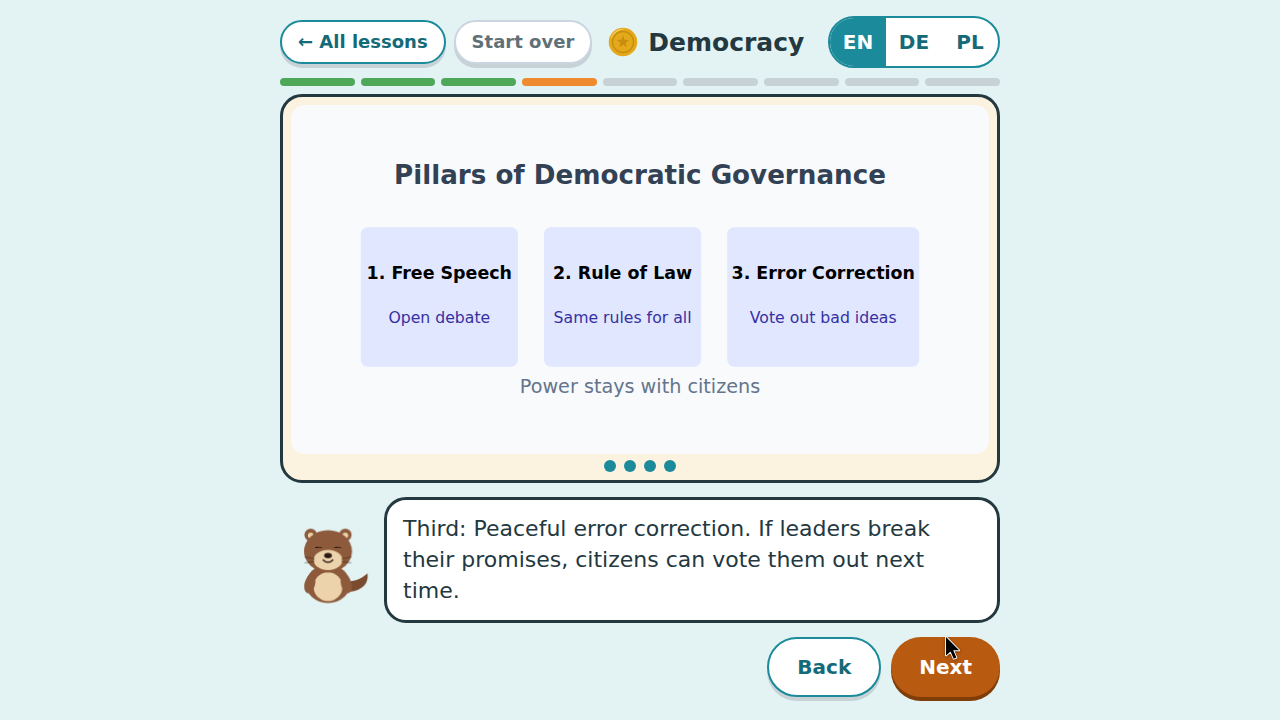 ← All lessons
Start over
Democracy
EN
DE
PL
Pillars of Democratic Governance
1. Free Speech
Open debate
2. Rule of Law
Same rules for all
3. Error Correction
Vote out bad ideas
Power stays with citizens
Third: Peaceful error correction. If leaders break
their promises, citizens can vote them out next
time.
Back
Next